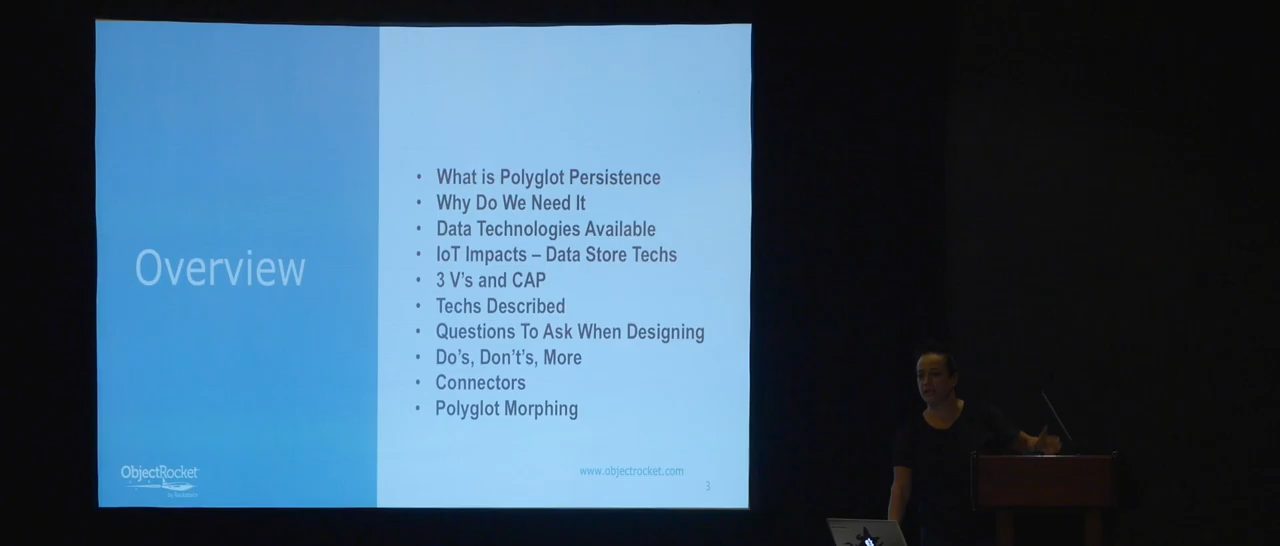 Overview
• What is Polyglot Persistence
• Why Do We Need It
• Data Technologies Available
• IoT Impacts – Data Store Techs
• 3 V's and CAP
• Techs Described
• Questions To Ask When Designing
• Do's, Don't's, More
• Connectors
• Polyglot Morphing
ObjectRocket
by Rackspace
www.objectrocket.com
3